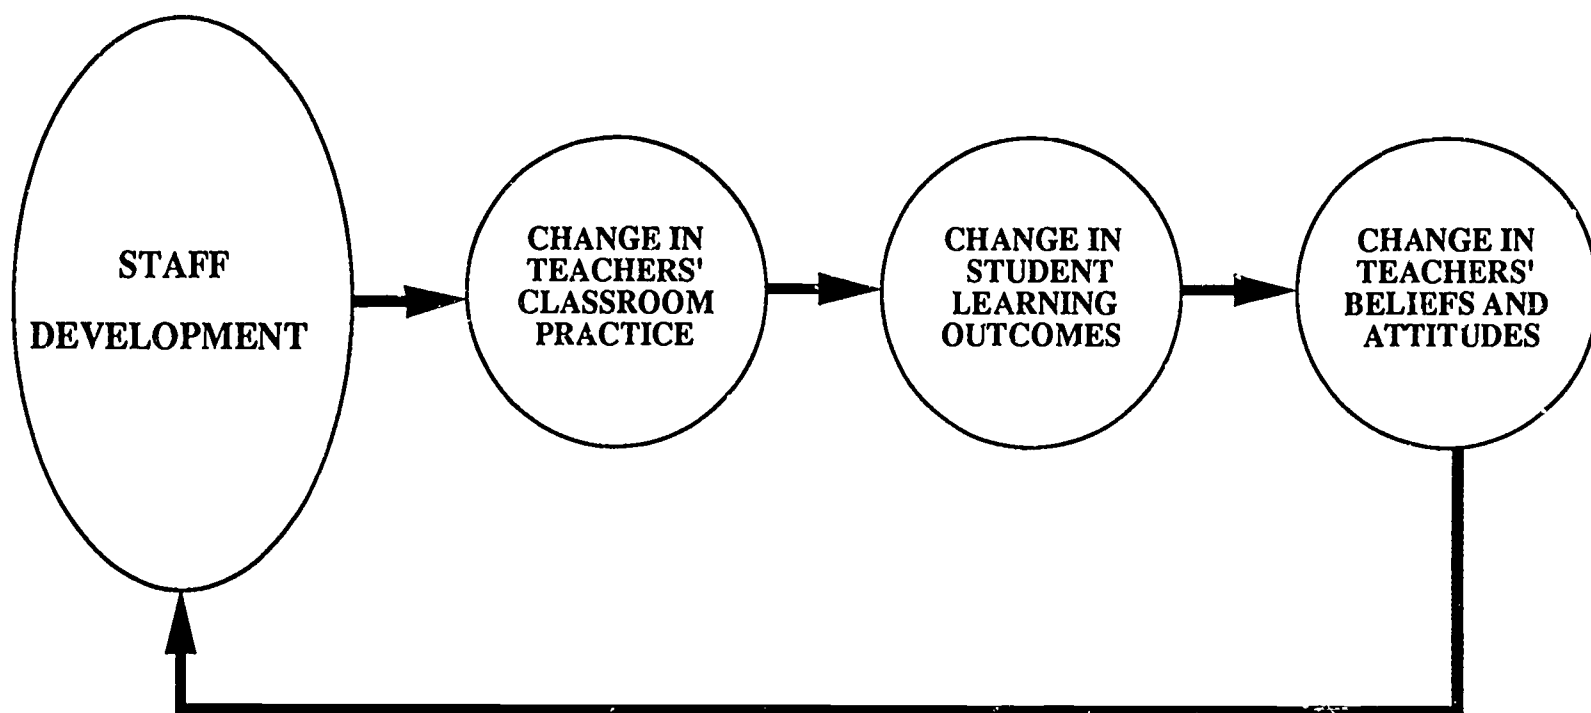 STAFF
DEVELOPMENT
CHANGE IN
TEACHERS'
CLASSROOM
PRACTICE
CHANGE IN
STUDENT
LEARNING
OUTCOMES
CHANGE IN
TEACHERS'
BELIEFS AND
ATTITUDES